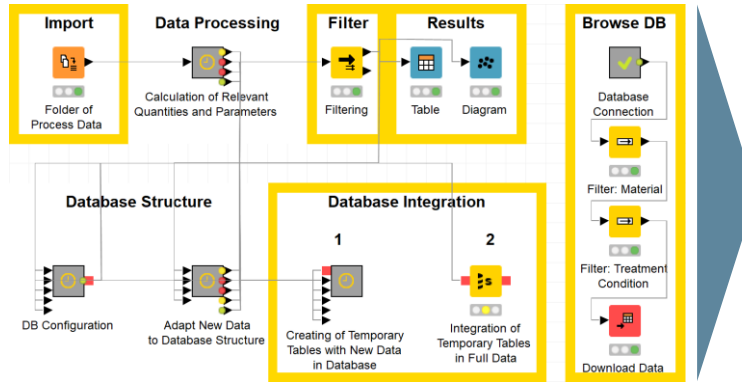 Import
Data Processing
Filter
Results
Browse DB
Folder of
Process Data
Calculation of Relevant
Quantities and Parameters
Filtering
Table
Diagram
Database
Connection
Filter: Material
Filter: Treatment
Condition
Download Data
Database Structure
Database Integration
1
2
S
DB Configuration
Adapt New Data
to Database Structure
Creating of Temporary
Tables with New Data
in Database
Integration of
Temporary Tables
in Full Data